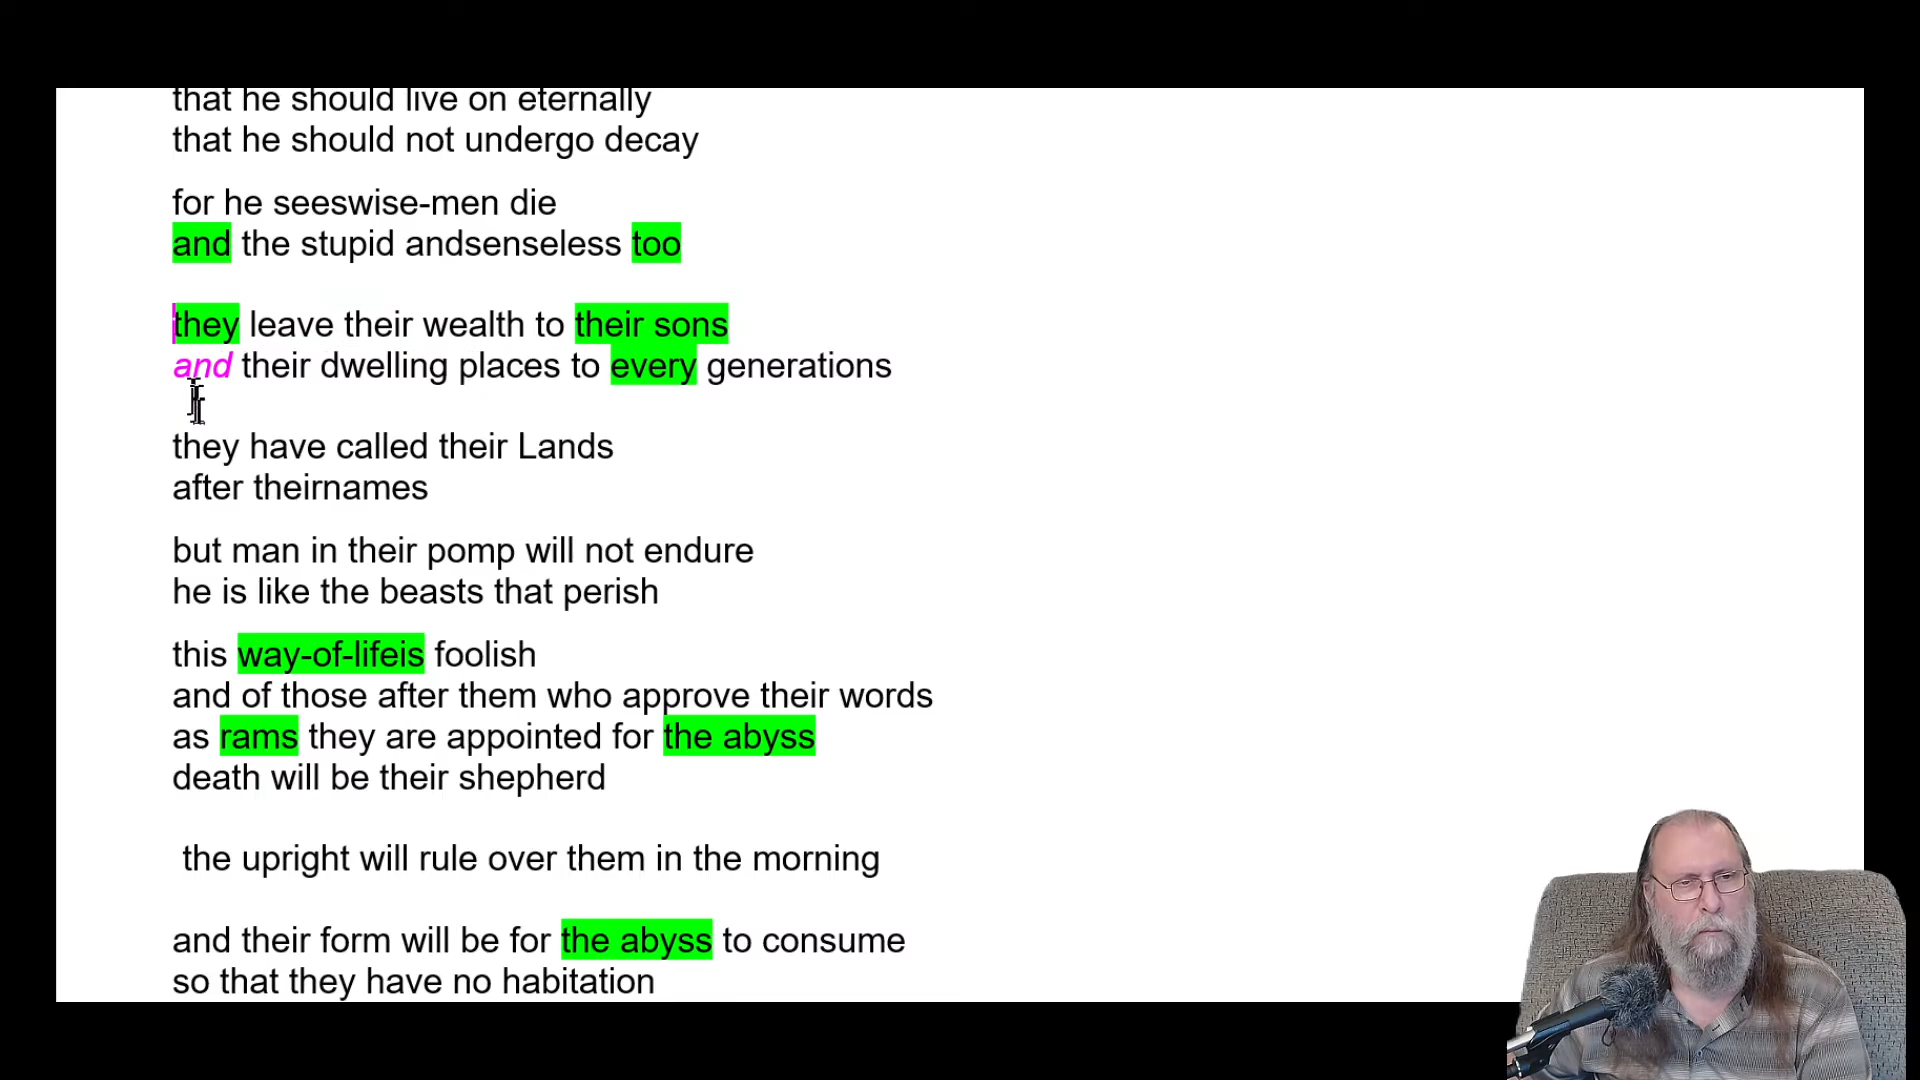 that he should live on eternally
that he should not undergo decay
for he seeswise-men die
and the stupid andsenseless too
they leave their wealth to their sons
and their dwelling places to every generations
they have called their Lands
after theirnames
but man in their pomp will not endure
he is like the beasts that perish
this way-of-lifeis foolish
and of those after them who approve their words
as rams they are appointed for the abyss
death will be their shepherd
the upright will rule over them in the morning
and their form will be for the abyss to consume
so that they have no habitation